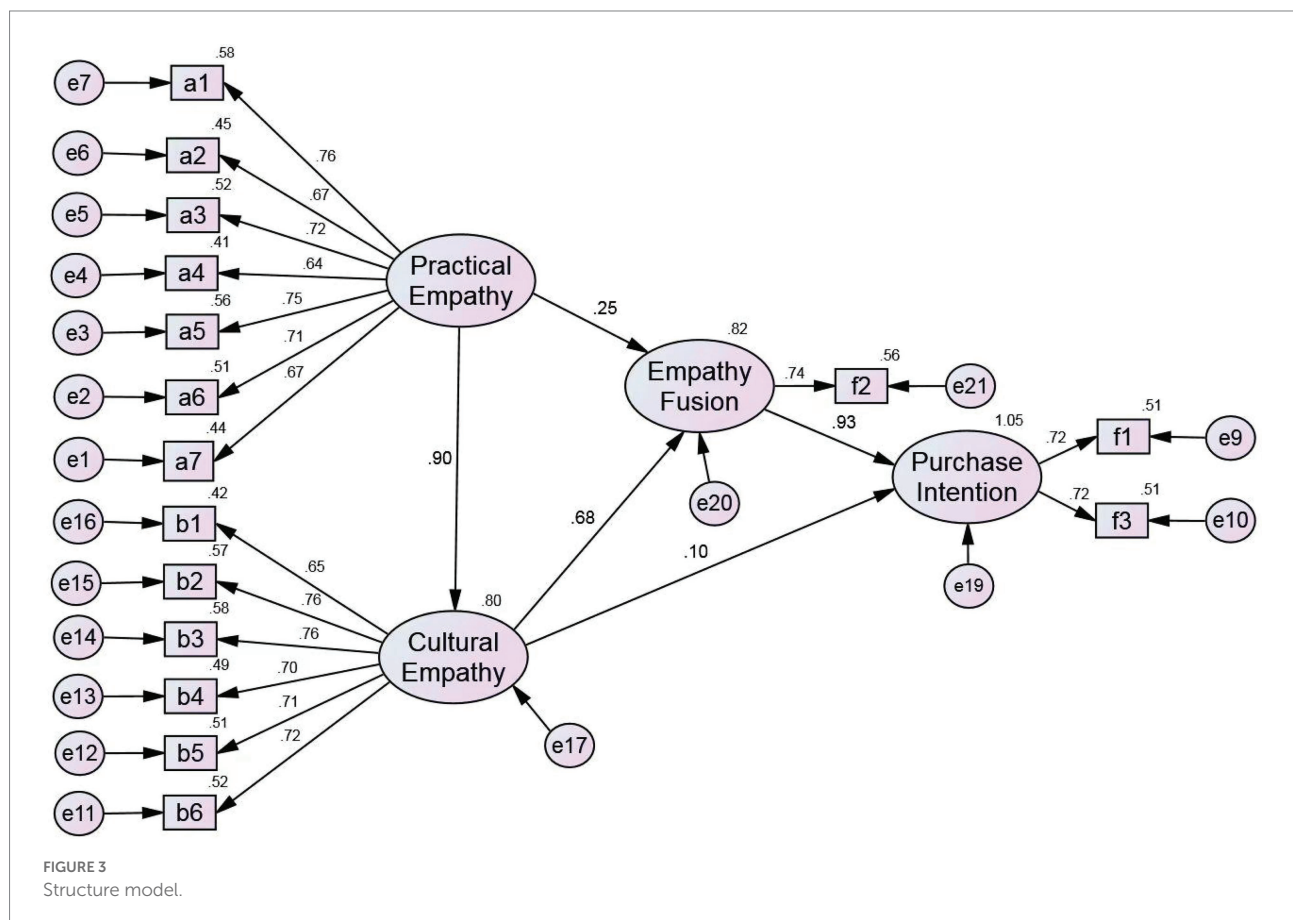 .58
e7 a1
.45
e6 a2
.76
.67
.52
e5 a3
.72
.41
e4 a4
.64
Practical
Empathy
.56
e3 a5
.75
.71
.67
.51
e2 a6
.44
e1 a7
.25
.82
Empathy
Fusion
.74
.56
f2 e21
.93
.90
e20
1.05
Purchase
Intention
.72
.51
f1 e9
.72
.51
f3 e10
e19
.68
.10
.42
e16 b1
.65
.57
e15 b2
.76
.58
e14 b3
.76
.80
Cultural
Empathy
.49
e13 b4
.70
.51
e12 b5
.71
.72
.52
e11 b6
e17
FIGURE 3
Structure model.